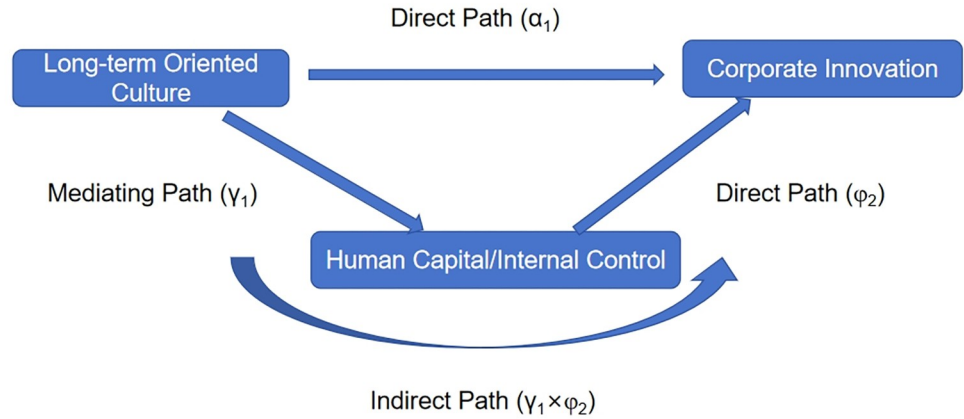 Direct Path (α₁)
Long-term Oriented
Culture
Corporate Innovation
Mediating Path (γ₁)
Direct Path (φ₂)
Human Capital/Internal Control
Indirect Path (γ₁×φ₂)